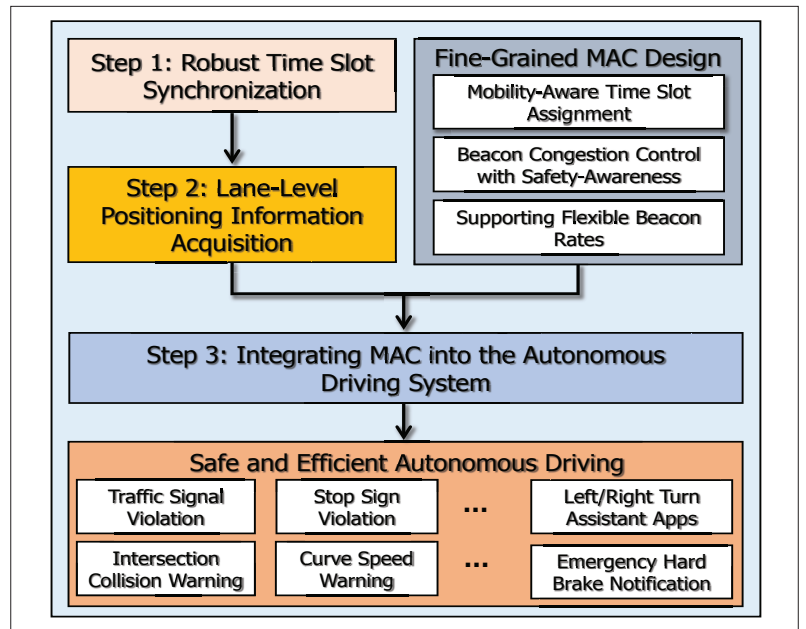 Step 1: Robust Time Slot
Synchronization
Fine-Grained MAC Design
Mobility-Aware Time Slot
Assignment
Beacon Congestion Control
with Safety-Awareness
Supporting Flexible Beacon
Rates
Step 2: Lane-Level
Positioning Information
Acquisition
Step 3: Integrating MAC into the Autonomous
Driving System
Safe and Efficient Autonomous Driving
Traffic Signal
Violation
Stop Sign
Violation
...
Left/Right Turn
Assistant Apps
Intersection
Collision Warning
Curve Speed
Warning
...
Emergency Hard
Brake Notification